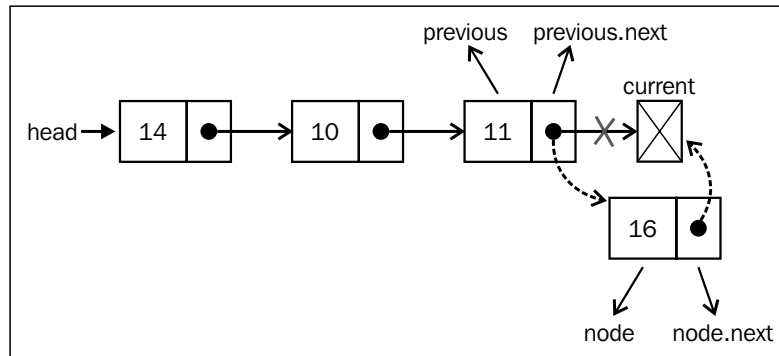 previous previous.next
current
head 14 10 11
16
node node.next